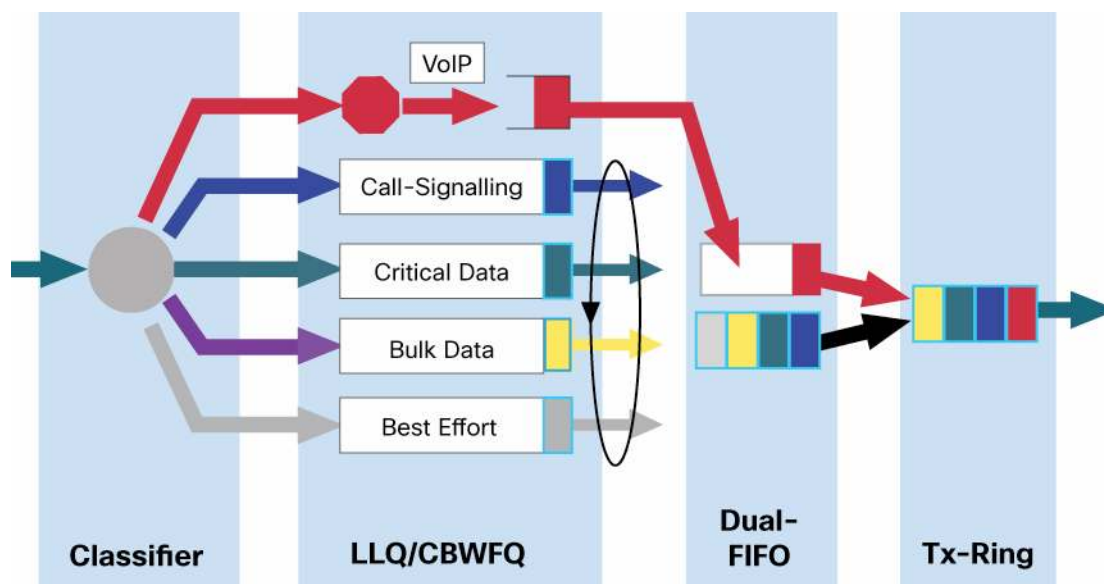 VoIP
Call-Signalling
Critical Data
Bulk Data
Best Effort
Classifier
LLQ/CBWFQ
Dual-
FIFO
Tx-Ring